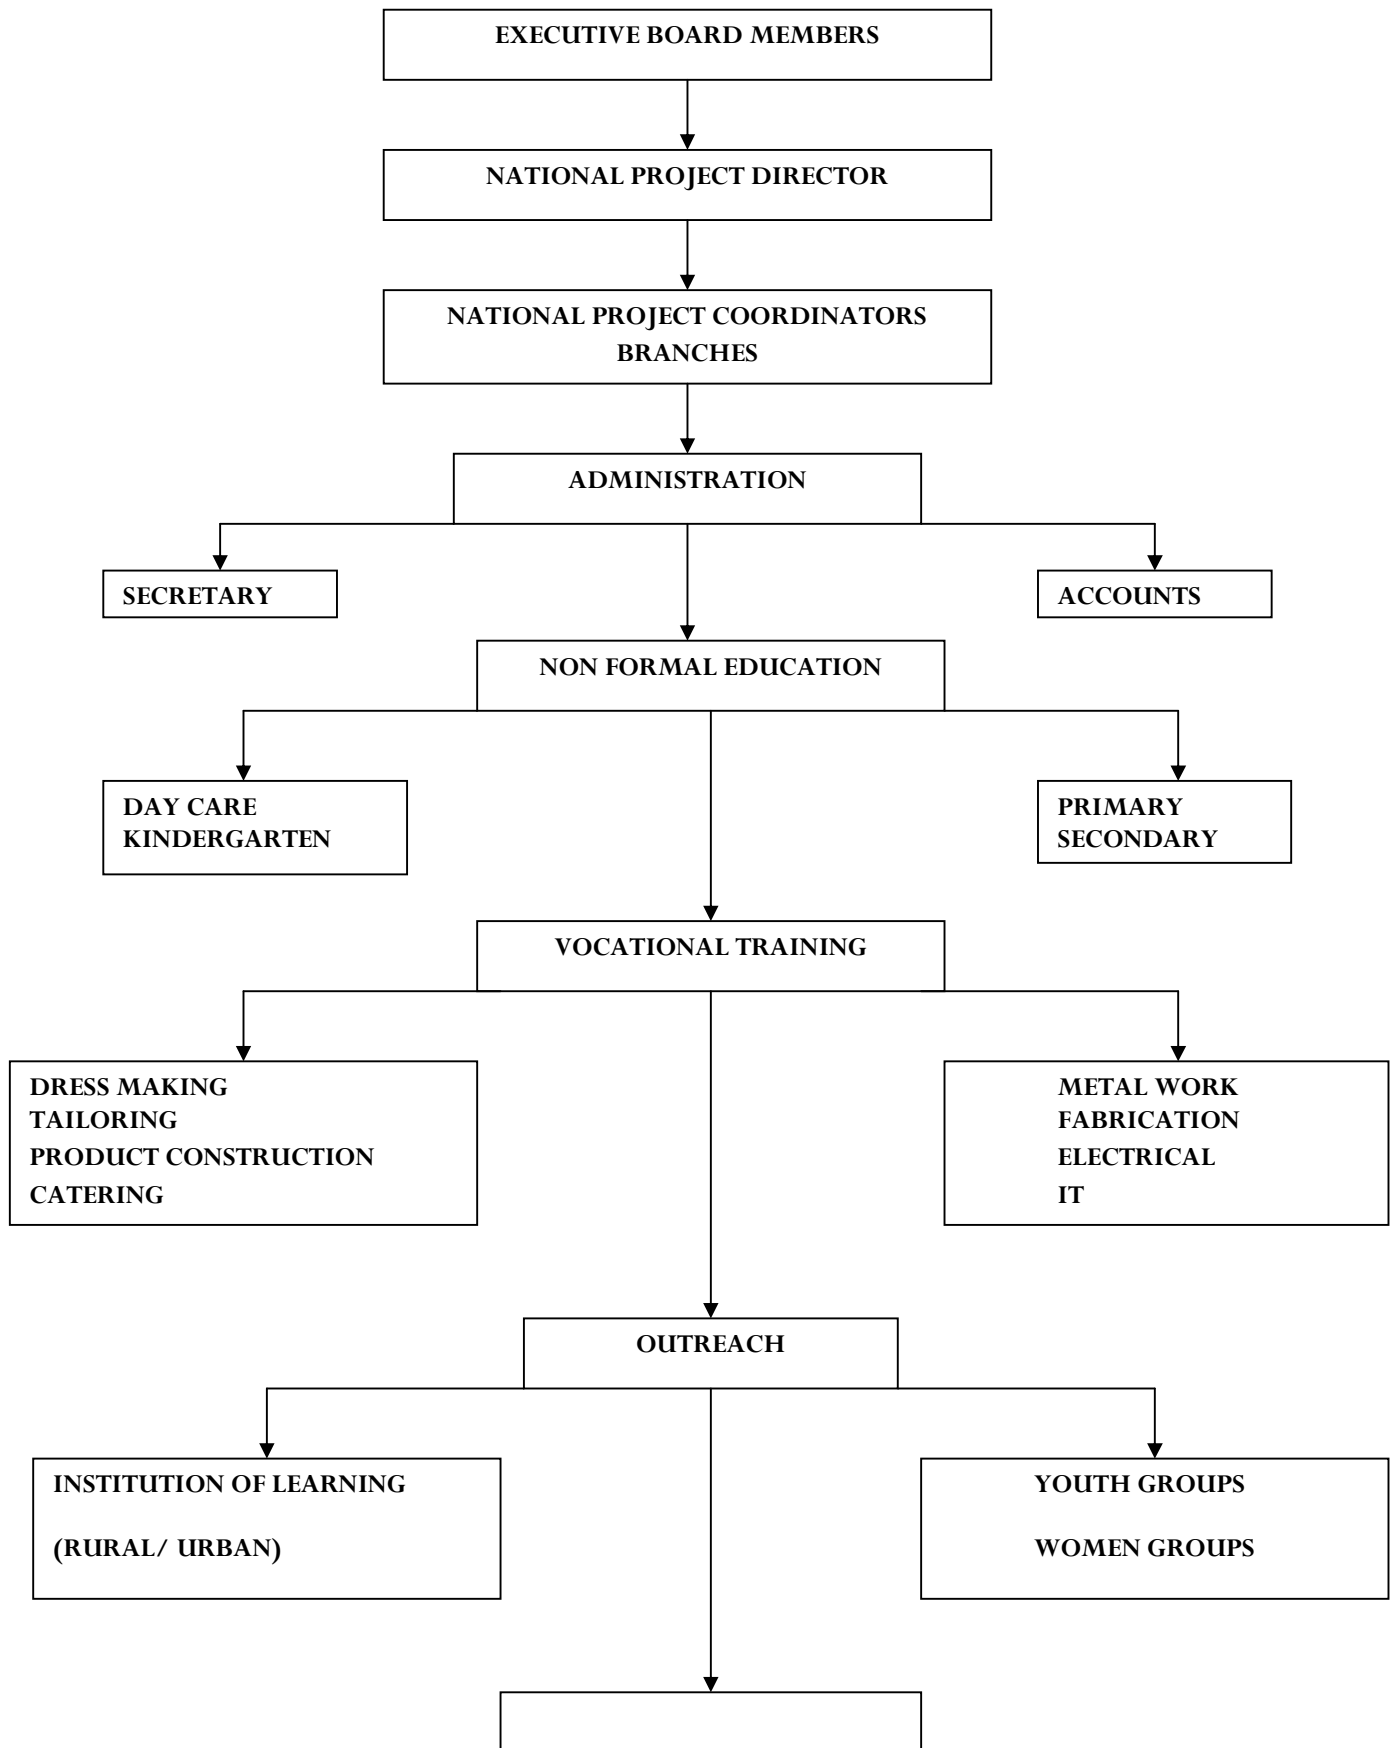 EXECUTIVE BOARD MEMBERS
NATIONAL PROJECT DIRECTOR
NATIONAL PROJECT COORDINATORS
BRANCHES
ADMINISTRATION
SECRETARY
ACCOUNTS
NON FORMAL EDUCATION
DAY CARE
KINDERGARTEN
PRIMARY
SECONDARY
VOCATIONAL TRAINING
DRESS MAKING
TAILORING
PRODUCT CONSTRUCTION
CATERING
METAL WORK
FABRICATION
ELECTRICAL
IT
OUTREACH
INSTITUTION OF LEARNING
(RURAL/ URBAN)
YOUTH GROUPS
WOMEN GROUPS